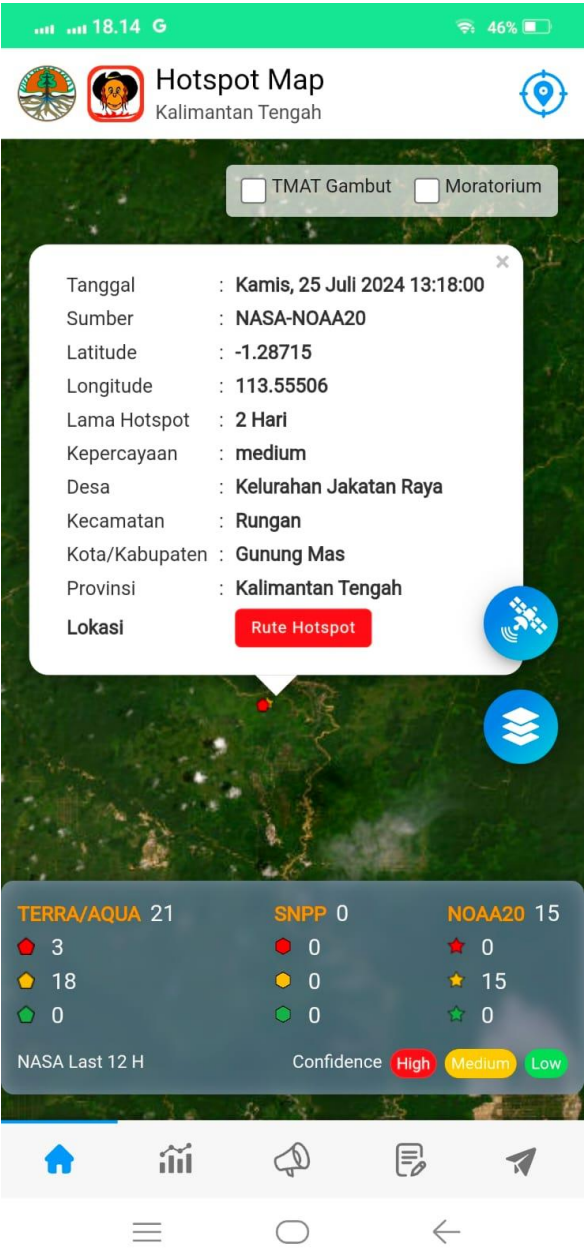 18.14 G
46%
Hotspot Map
Kalimantan Tengah
TMAT Gambut Moratorium
×
Tanggal : Kamis, 25 Juli 2024 13:18:00
Sumber : NASA-NOAA20
Latitude : -1.28715
Longitude : 113.55506
Lama Hotspot : 2 Hari
Kepercayaan : medium
Desa : Kelurahan Jakatan Raya
Kecamatan : Rungan
Kota/Kabupaten : Gunung Mas
Provinsi : Kalimantan Tengah
Lokasi Rute Hotspot
TERRA/AQUA 21 SNPP 0 NOAA20 15
3 0 0
18 0 15
0 0 0
NASA Last 12 H Confidence High Medium Low